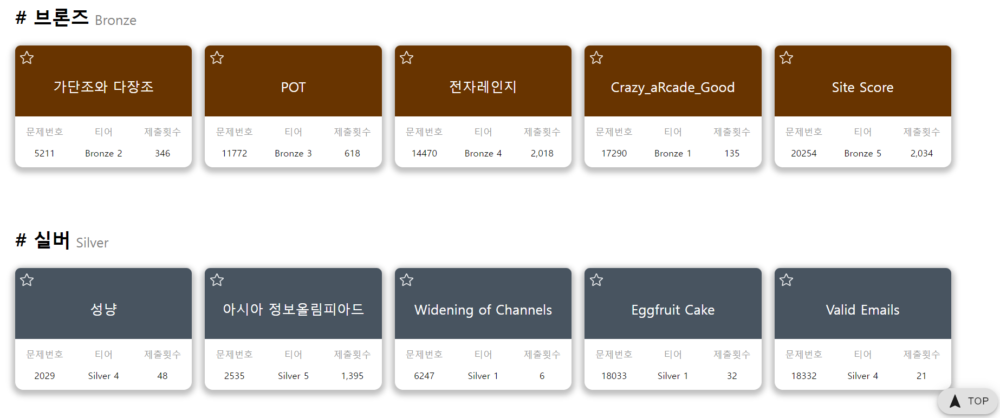 # 브론즈 Bronze
가단조와 다장조
문제번호 티어 제출횟수
5211 Bronze 2 346
POT
문제번호 티어 제출횟수
11772 Bronze 3 618
전자레인지
문제번호 티어 제출횟수
14470 Bronze 4 2,018
Crazy_aRcade_Good
문제번호 티어 제출횟수
17290 Bronze 1 135
Site Score
문제번호 티어 제출횟수
20254 Bronze 5 2,034
# 실버 Silver
성냥
문제번호 티어 제출횟수
2029 Silver 4 48
아시아 정보올림피아드
문제번호 티어 제출횟수
2535 Silver 5 1,395
Widening of Channels
문제번호 티어 제출횟수
6247 Silver 1 6
Eggfruit Cake
문제번호 티어 제출횟수
18033 Silver 1 32
Valid Emails
문제번호 티어 제출횟수
18332 Silver 4 21
TOP